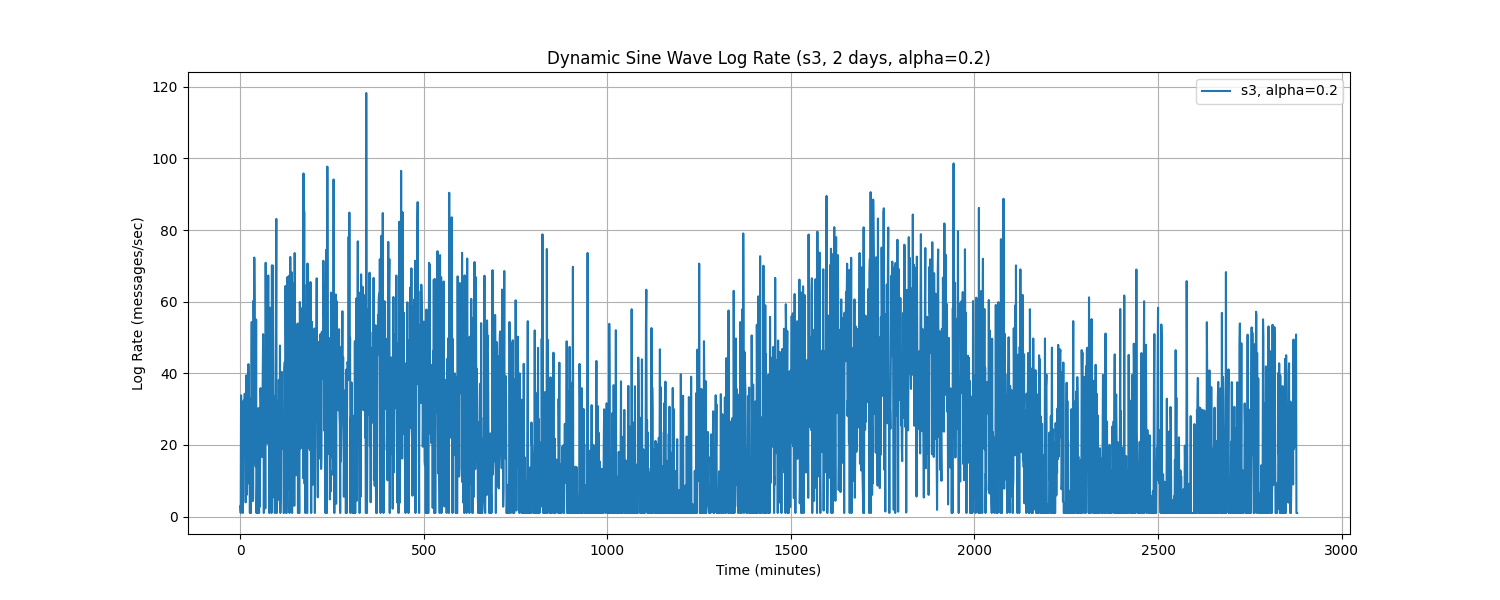 Dynamic Sine Wave Log Rate (s3, 2 days, alpha=0.2)
s3, alpha=0.2
Log Rate (messages/sec)
120
100
80
60
40
20
0
0 500 1000 1500 2000 2500 3000
Time (minutes)